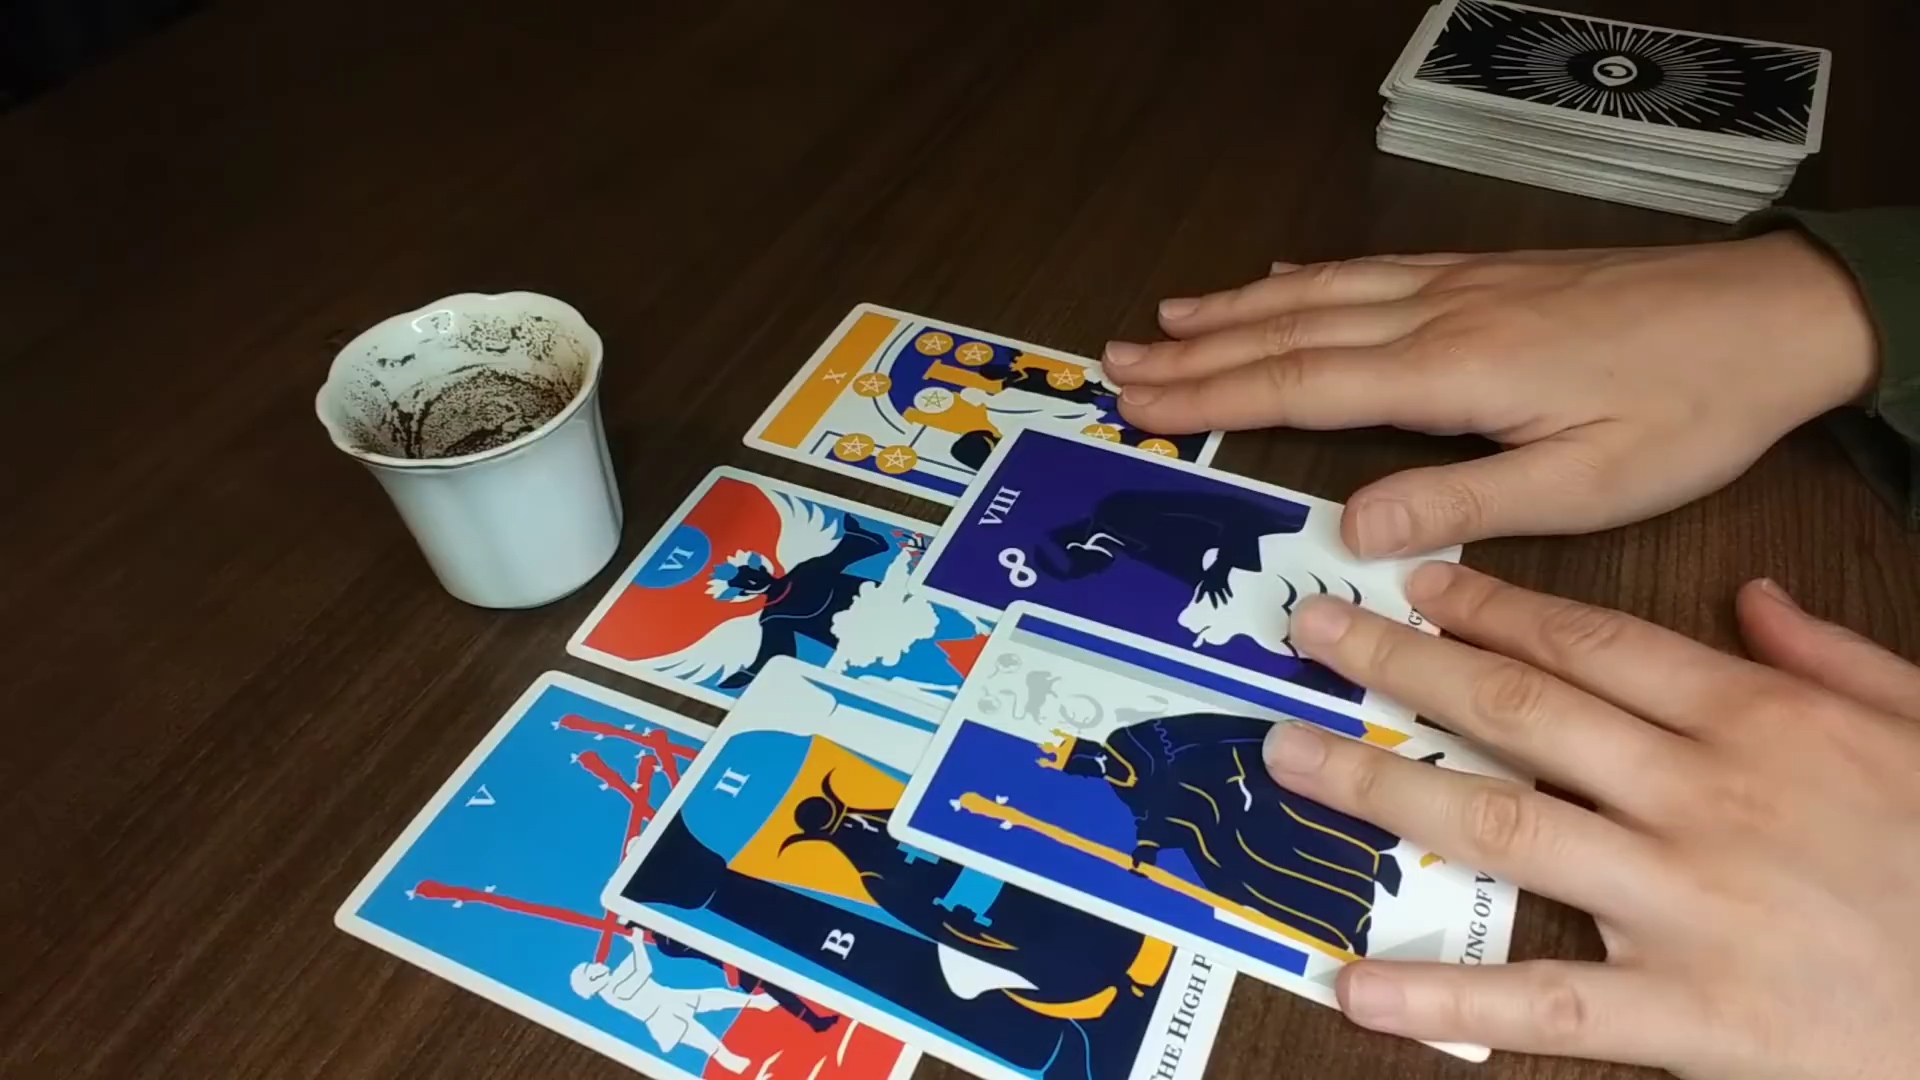 X
VIII
8
VI
V
II
B
THE HIGH P
KING OF W